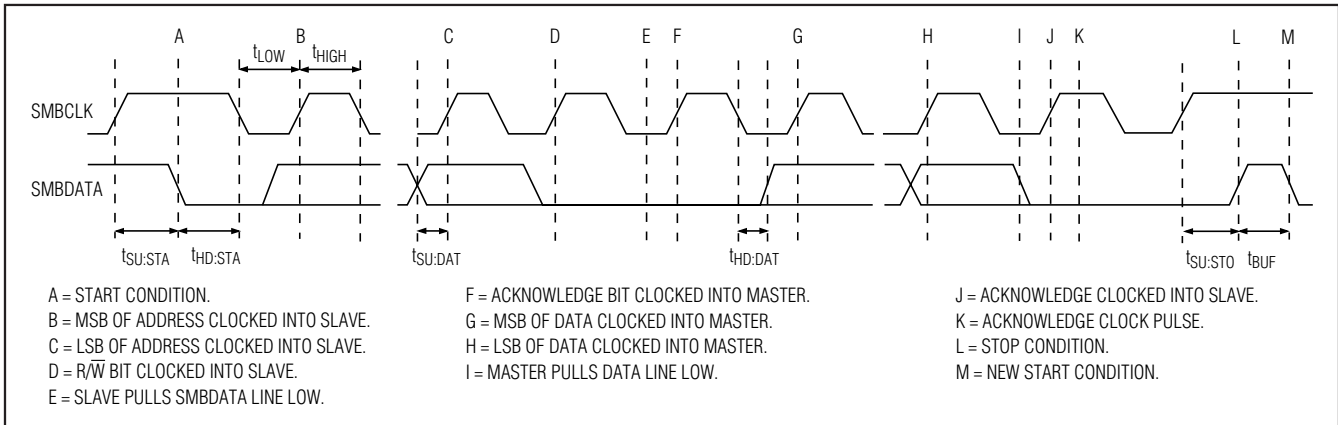 A B C D E F G H I J K L M
tLOW tHIGH
SMBCLK
SMBDATA
tSU:STA tHD:STA tSU:DAT tHD:DAT tSU:STO tBUF
A = START CONDITION.
B = MSB OF ADDRESS CLOCKED INTO SLAVE.
C = LSB OF ADDRESS CLOCKED INTO SLAVE.
D = R/W̅ BIT CLOCKED INTO SLAVE.
E = SLAVE PULLS SMBDATA LINE LOW.
F = ACKNOWLEDGE BIT CLOCKED INTO MASTER.
G = MSB OF DATA CLOCKED INTO MASTER.
H = LSB OF DATA CLOCKED INTO MASTER.
I = MASTER PULLS DATA LINE LOW.
J = ACKNOWLEDGE CLOCKED INTO SLAVE.
K = ACKNOWLEDGE CLOCK PULSE.
L = STOP CONDITION.
M = NEW START CONDITION.